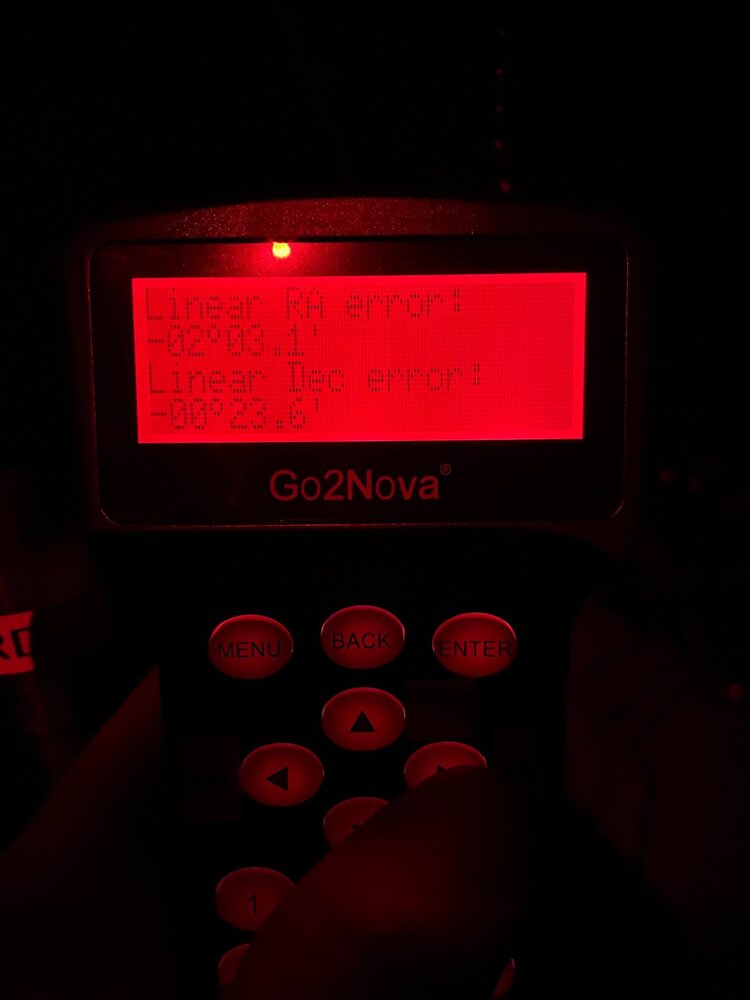 Linear RA error:
-02°03.1'
Linear Dec error:
-00°23.6'
Go2Nova®
MENU
BACK
ENTER
1